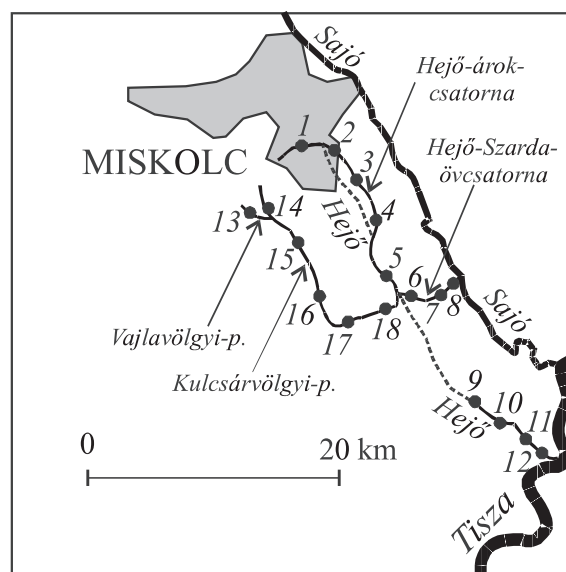 Sajó
Hejő-árok-
csatorna
1
2
MISKOLC
3
Hejő-Szarda-
övcsatorna
Hejő
4
13
14
15
5
6
7
8
16
17
18
Sajó
Vajlavölgyi-p.
Kulcsárvölgyi-p.
9
Hejő
10
11
12
0
20 km
Tisza